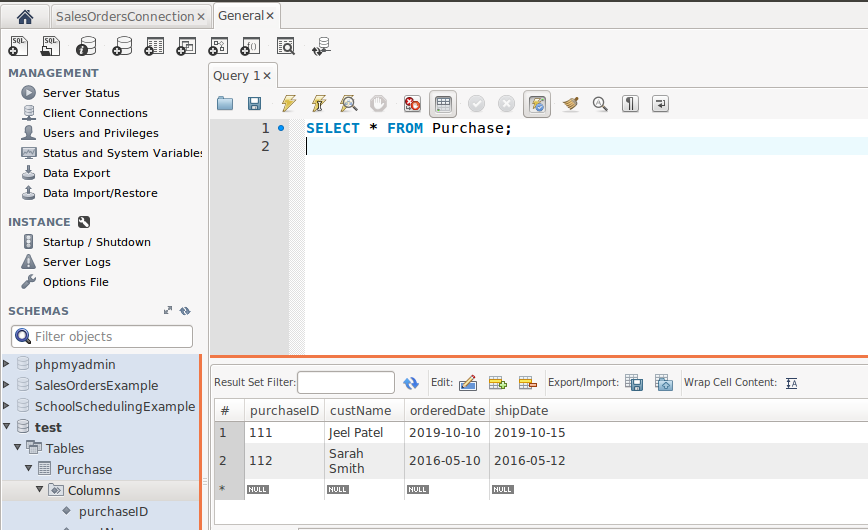 SalesOrdersConnection ×
General ×
SQL
SQL
MANAGEMENT
Server Status
Client Connections
Users and Privileges
Status and System Variables
Data Export
Data Import/Restore
INSTANCE
Startup / Shutdown
Server Logs
Options File
SCHEMAS
Filter objects
phpmyadmin
SalesOrdersExample
SchoolSchedulingExample
test
Tables
Purchase
Columns
purchaseID
Query 1 ×
1 SELECT * FROM Purchase;
2
Result Set Filter: Edit: Export/Import: Wrap Cell Content:
# purchaseID custName orderedDate shipDate
1 111 Jeel Patel 2019-10-10 2019-10-15
2 112 Sarah Smith 2016-05-10 2016-05-12
* NULL NULL NULL NULL